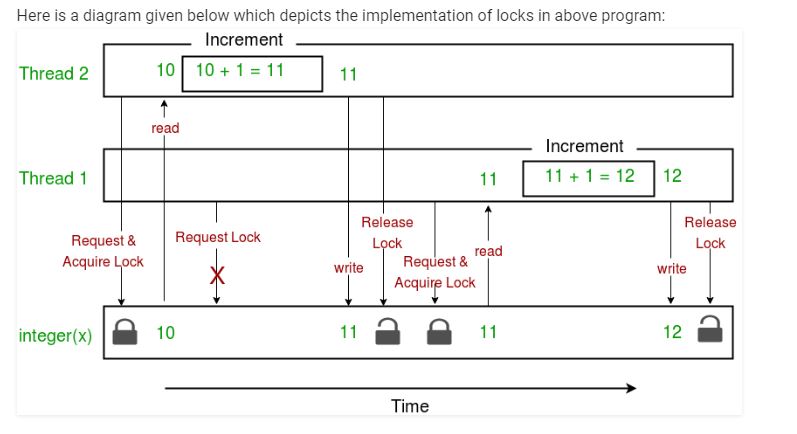 Here is a diagram given below which depicts the implementation of locks in above program:
Increment
Thread 2
10
10 + 1 = 11
11
read
Increment
Thread 1
11
11 + 1 = 12
12
Request &
Acquire Lock
Request Lock
X
write
Release
Lock
Request &
Acquire Lock
read
write
Release
Lock
integer(x)
10
11
11
12
Time